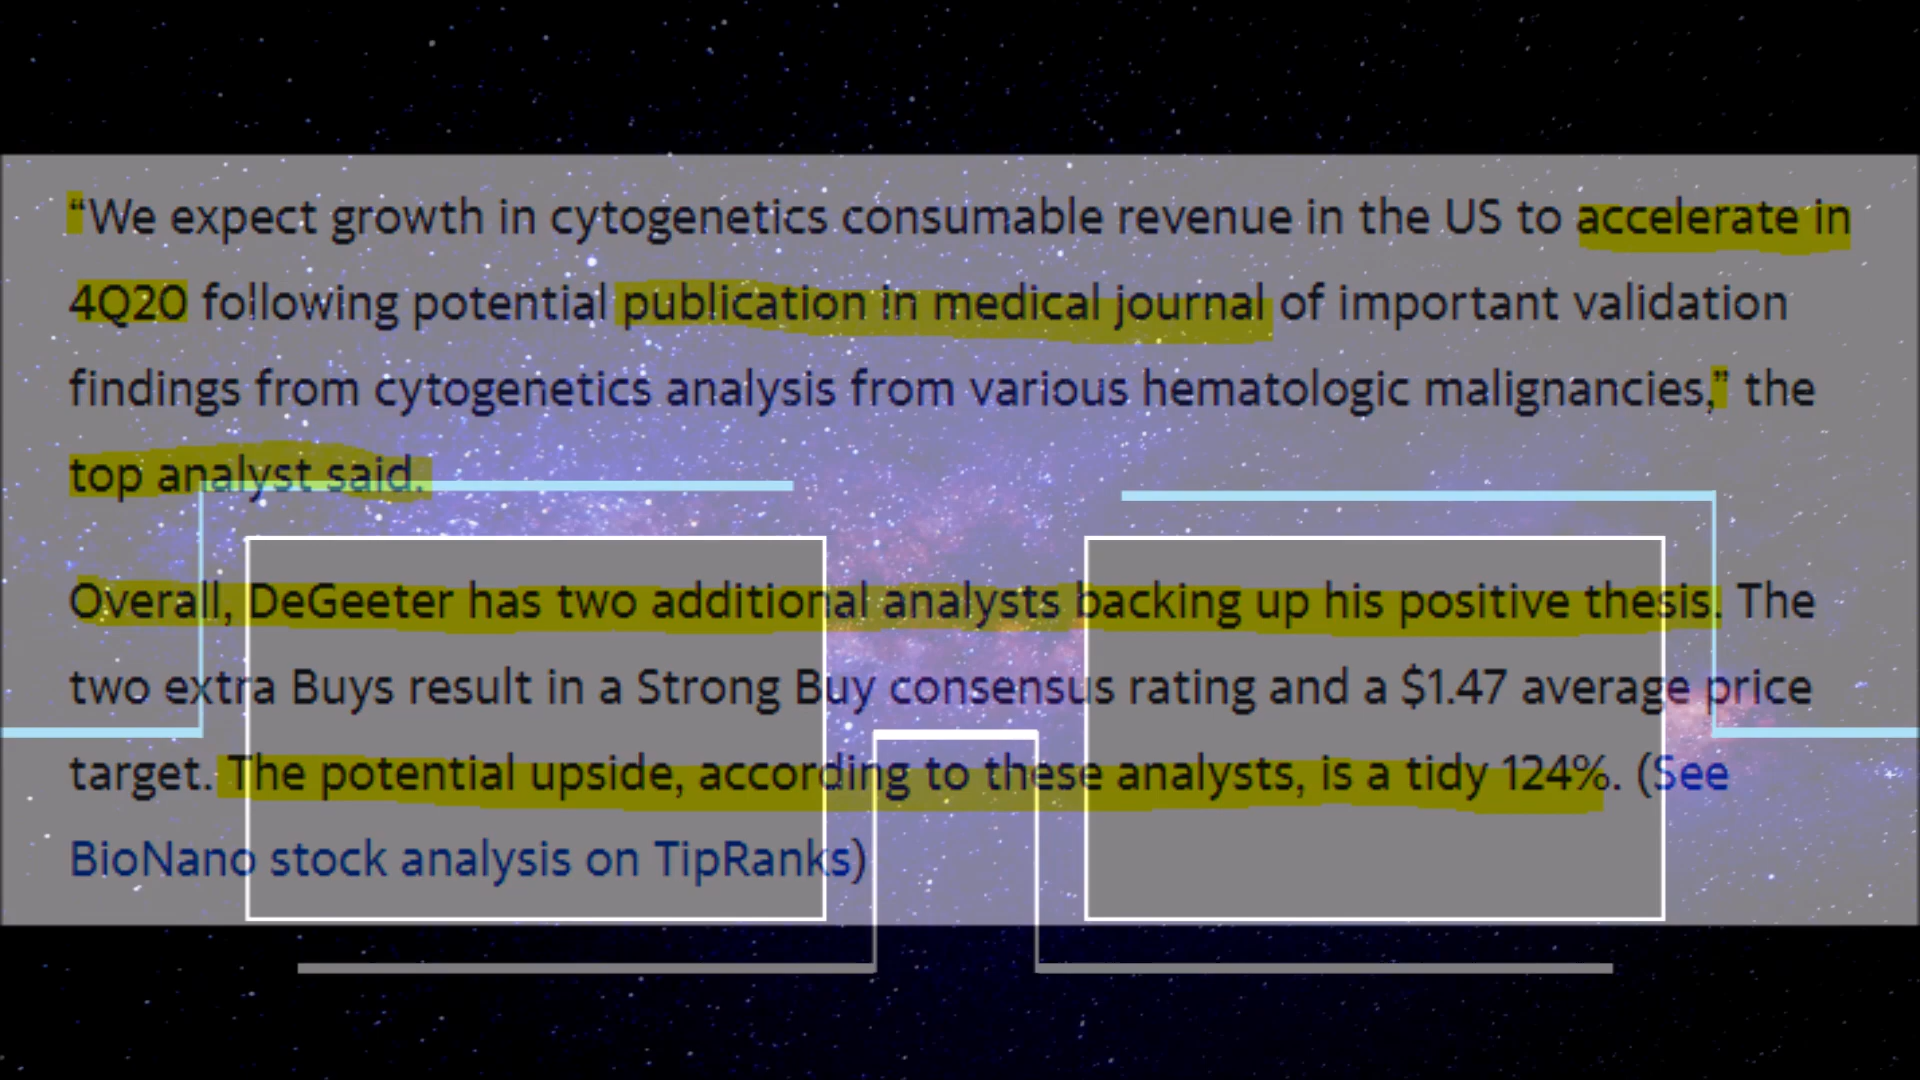 “We expect growth in cytogenetics consumable revenue in the US to accelerate in
4Q20 following potential publication in medical journal of important validation
findings from cytogenetics analysis from various hematologic malignancies,” the
top analyst said.
Overall, DeGeeter has two additional analysts backing up his positive thesis. The
two extra Buys result in a Strong Buy consensus rating and a $1.47 average price
target. The potential upside, according to these analysts, is a tidy 124%. (See
BioNano stock analysis on TipRanks)